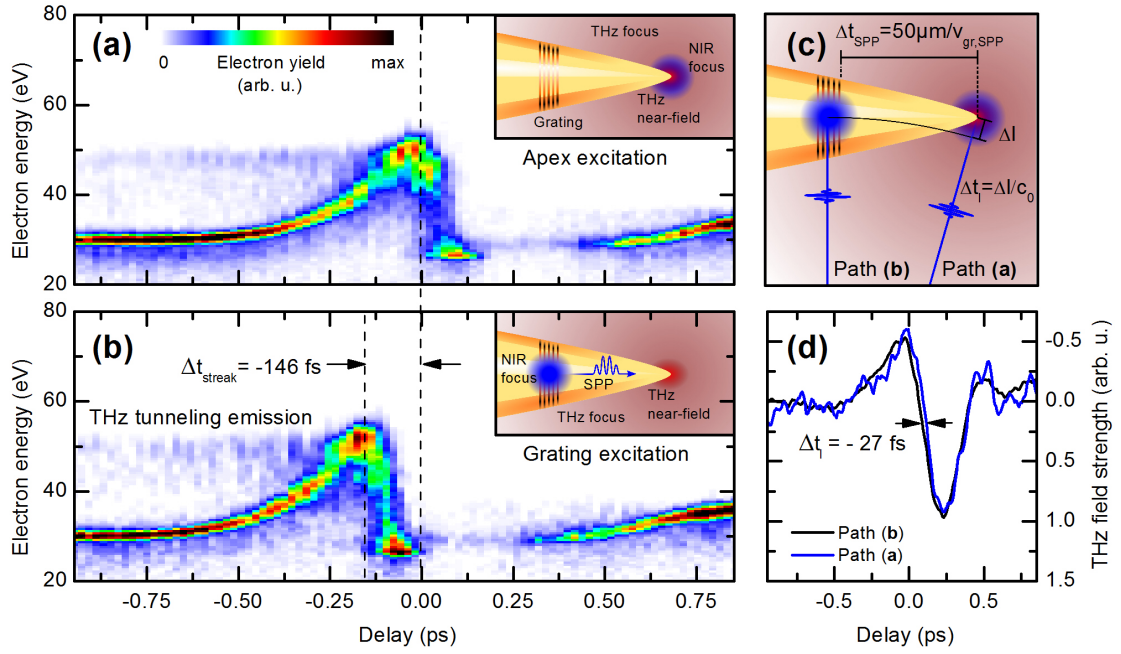 (a)
0 Electron yield max
(arb. u.)
THz focus
NIR
focus
THz
near-field
Grating
Apex excitation
Electron energy (eV)
80
60
40
20
(b)
Δt_streak = -146 fs
THz tunneling emission
NIR
focus
SPP
THz
near-field
THz focus
Grating excitation
Electron energy (eV)
80
60
40
20
-0.75 -0.50 -0.25 0.00 0.25 0.50 0.75
Delay (ps)
(c)
Δt_SPP=50µm/v_gr,SPP
Δl
Δt_l=Δl/c_0
Path (b) Path (a)
(d)
Δt_l = - 27 fs
Path (b)
Path (a)
-0.5
0.0
0.5
1.0
1.5
THz field strength (arb. u.)
-0.5 0.0 0.5
Delay (ps)